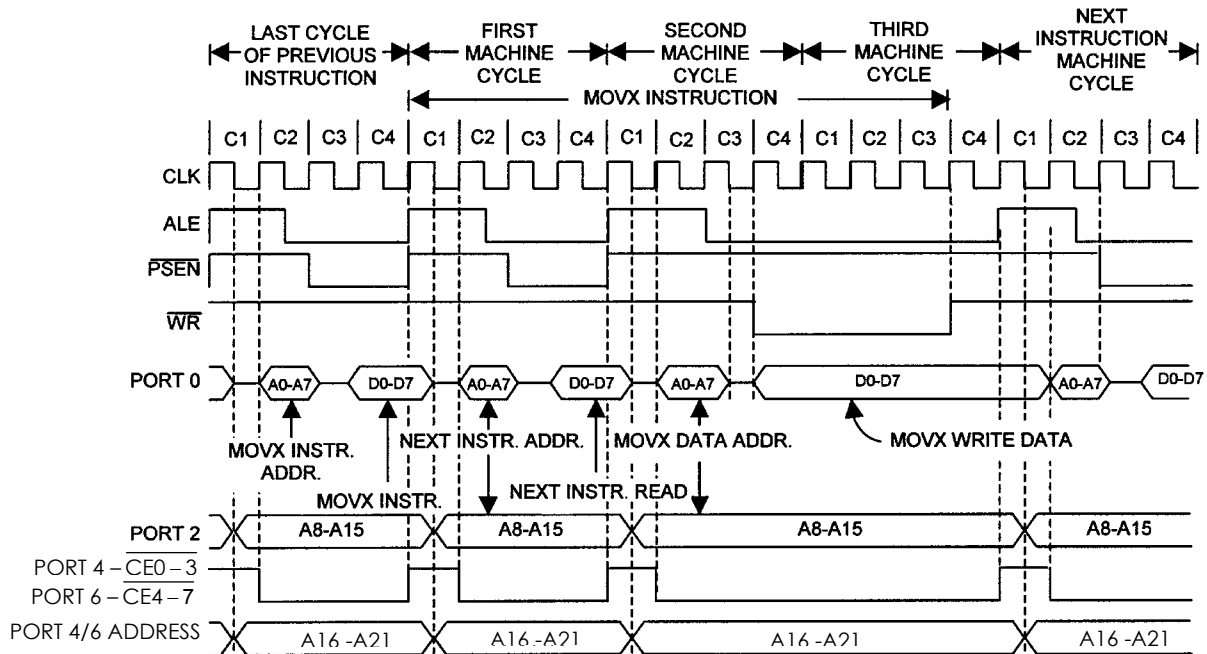 LAST CYCLE
OF PREVIOUS
INSTRUCTION
FIRST
MACHINE
CYCLE
SECOND
MACHINE
CYCLE
THIRD
MACHINE
CYCLE
NEXT
INSTRUCTION
MACHINE
CYCLE
MOVX INSTRUCTION
C1 C2 C3 C4 C1 C2 C3 C4 C1 C2 C3 C4 C1 C2 C3 C4 C1 C2 C3 C4
CLK
ALE
PSEN
WR
PORT 0 A0-A7 D0-D7 A0-A7 D0-D7 A0-A7 D0-D7 A0-A7 D0-D7
MOVX INSTR.
ADDR.
NEXT INSTR. ADDR.
MOVX DATA ADDR.
MOVX WRITE DATA
MOVX INSTR.
NEXT INSTR. READ
PORT 2 A8-A15 A8-A15 A8-A15 A8-A15
PORT 4 – CE0 – 3
PORT 6 – CE4 – 7
PORT 4/6 ADDRESS A16 -A21 A16 -A21 A16 -A21 A16 -A21